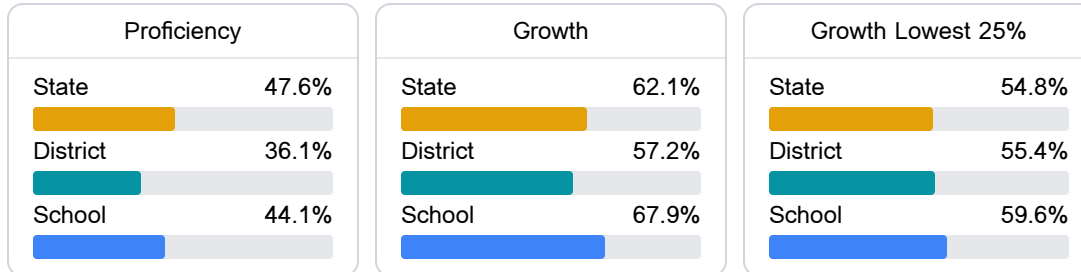 Proficiency
State 47.6%
District 36.1%
School 44.1%
Growth
State 62.1%
District 57.2%
School 67.9%
Growth Lowest 25%
State 54.8%
District 55.4%
School 59.6%